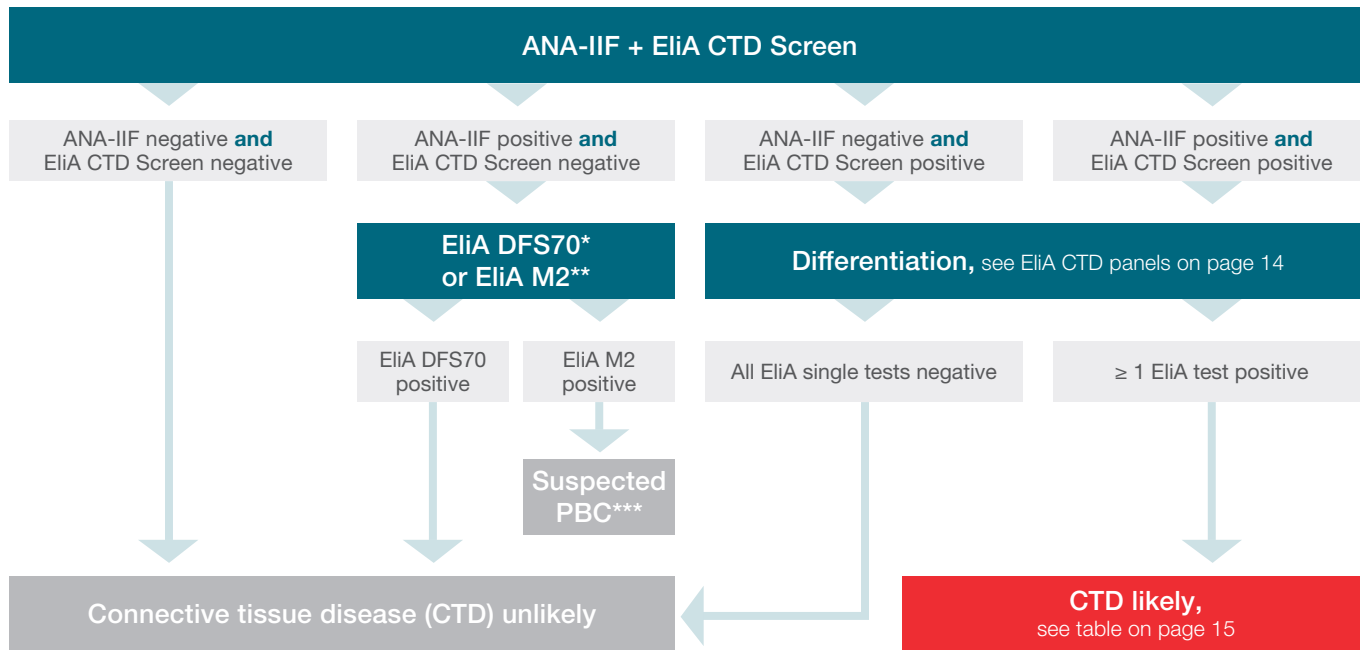 ANA-IIF + EliA CTD Screen
ANA-IIF negative and
EliA CTD Screen negative
ANA-IIF positive and
EliA CTD Screen negative
ANA-IIF negative and
EliA CTD Screen positive
ANA-IIF positive and
EliA CTD Screen positive
EliA DFS70*
or EliA M2**
Differentiation, see EliA CTD panels on page 14
EliA DFS70
positive
EliA M2
positive
All EliA single tests negative
≥ 1 EliA test positive
Suspected
PBC***
Connective tissue disease (CTD) unlikely
CTD likely,
see table on page 15